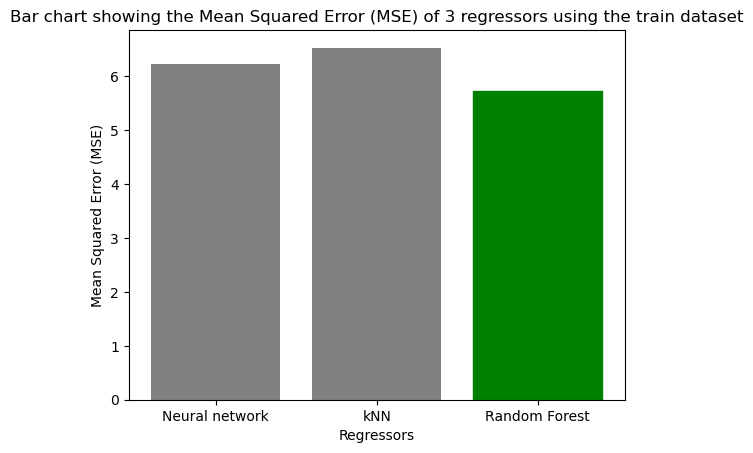 Bar chart showing the Mean Squared Error (MSE) of 3 regressors using the train dataset
Mean Squared Error (MSE)
6
5
4
3
2
1
0
Neural network
kNN
Random Forest
Regressors